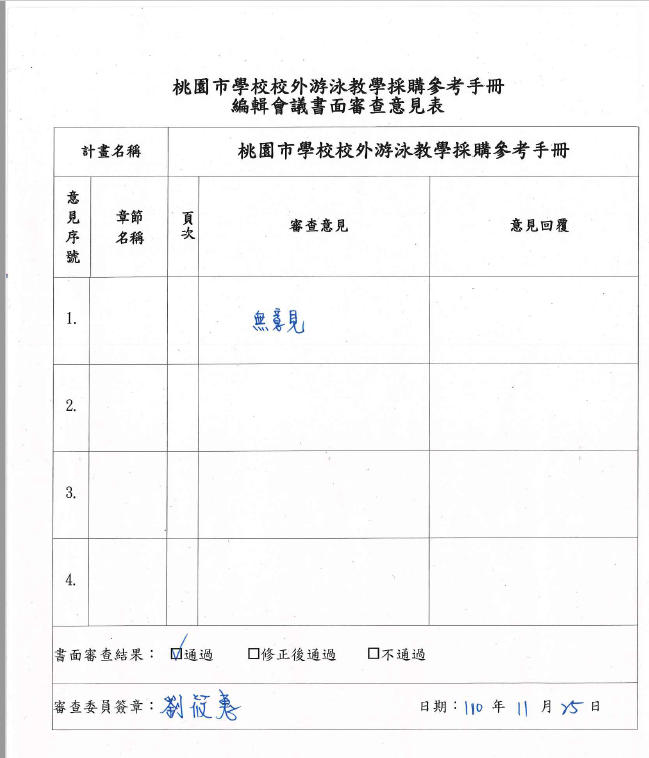 桃園市學校校外游泳教學採購參考手冊
編輯會議書面審查意見表
計畫名稱 桃園市學校校外游泳教學採購參考手冊
意見序號 章節名稱 頁次 審查意見 意見回覆
1. 無意見
2.
3.
4.
書面審查結果：☑通過 □修正後通過 □不通過
審查委員簽章：劉筱惠 日期：110 年 11 月 25 日